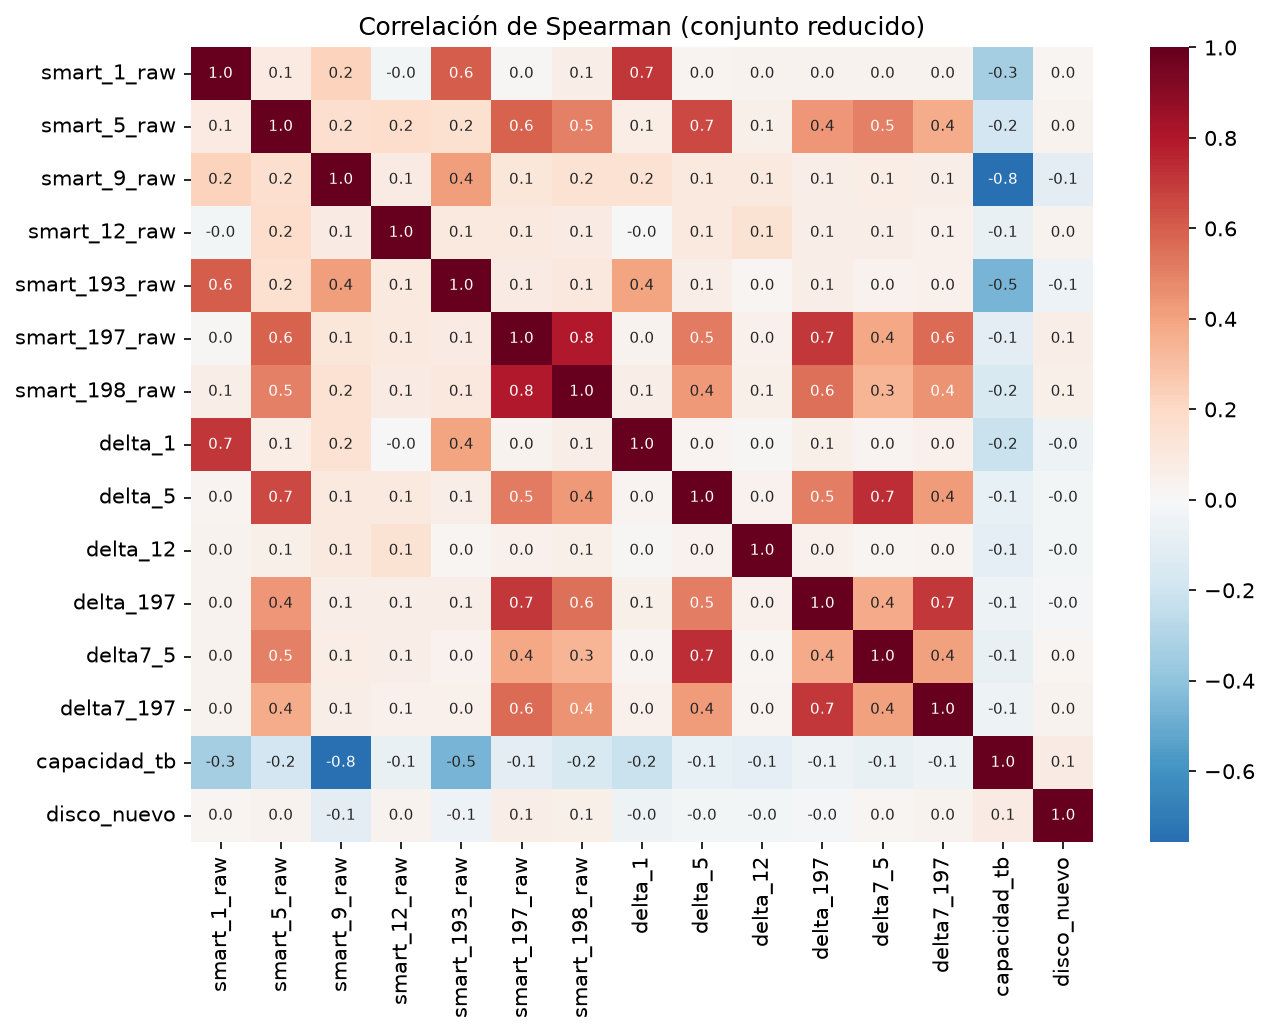 Correlación de Spearman (conjunto reducido)
smart_1_raw 1.0 0.1 0.2 -0.0 0.6 0.0 0.1 0.7 0.0 0.0 0.0 0.0 0.0 -0.3 0.0
smart_5_raw 0.1 1.0 0.2 0.2 0.2 0.6 0.5 0.1 0.7 0.1 0.4 0.5 0.4 -0.2 0.0
smart_9_raw 0.2 0.2 1.0 0.1 0.4 0.1 0.2 0.2 0.1 0.1 0.1 0.1 0.1 -0.8 -0.1
smart_12_raw -0.0 0.2 0.1 1.0 0.1 0.1 0.1 -0.0 0.1 0.1 0.1 0.1 0.1 -0.1 0.0
smart_193_raw 0.6 0.2 0.4 0.1 1.0 0.1 0.1 0.4 0.1 0.0 0.1 0.0 0.0 -0.5 -0.1
smart_197_raw 0.0 0.6 0.1 0.1 0.1 1.0 0.8 0.0 0.5 0.0 0.7 0.4 0.6 -0.1 0.1
smart_198_raw 0.1 0.5 0.2 0.1 0.1 0.8 1.0 0.1 0.4 0.1 0.6 0.3 0.4 -0.2 0.1
delta_1 0.7 0.1 0.2 -0.0 0.4 0.0 0.1 1.0 0.0 0.0 0.1 0.0 0.0 -0.2 -0.0
delta_5 0.0 0.7 0.1 0.1 0.1 0.5 0.4 0.0 1.0 0.0 0.5 0.7 0.4 -0.1 -0.0
delta_12 0.0 0.1 0.1 0.1 0.0 0.0 0.1 0.0 0.0 1.0 0.0 0.0 0.0 -0.1 -0.0
delta_197 0.0 0.4 0.1 0.1 0.1 0.7 0.6 0.1 0.5 0.0 1.0 0.4 0.7 -0.1 -0.0
delta7_5 0.0 0.5 0.1 0.1 0.0 0.4 0.3 0.0 0.7 0.0 0.4 1.0 0.4 -0.1 0.0
delta7_197 0.0 0.4 0.1 0.1 0.0 0.6 0.4 0.0 0.4 0.0 0.7 0.4 1.0 -0.1 0.0
capacidad_tb -0.3 -0.2 -0.8 -0.1 -0.5 -0.1 -0.2 -0.2 -0.1 -0.1 -0.1 -0.1 -0.1 1.0 0.1
disco_nuevo 0.0 0.0 -0.1 0.0 -0.1 0.1 0.1 -0.0 -0.0 -0.0 -0.0 0.0 0.0 0.1 1.0
smart_1_raw
smart_5_raw
smart_9_raw
smart_12_raw
smart_193_raw
smart_197_raw
smart_198_raw
delta_1
delta_5
delta_12
delta_197
delta7_5
delta7_197
capacidad_tb
disco_nuevo
1.0
0.8
0.6
0.4
0.2
0.0
−0.2
−0.4
−0.6